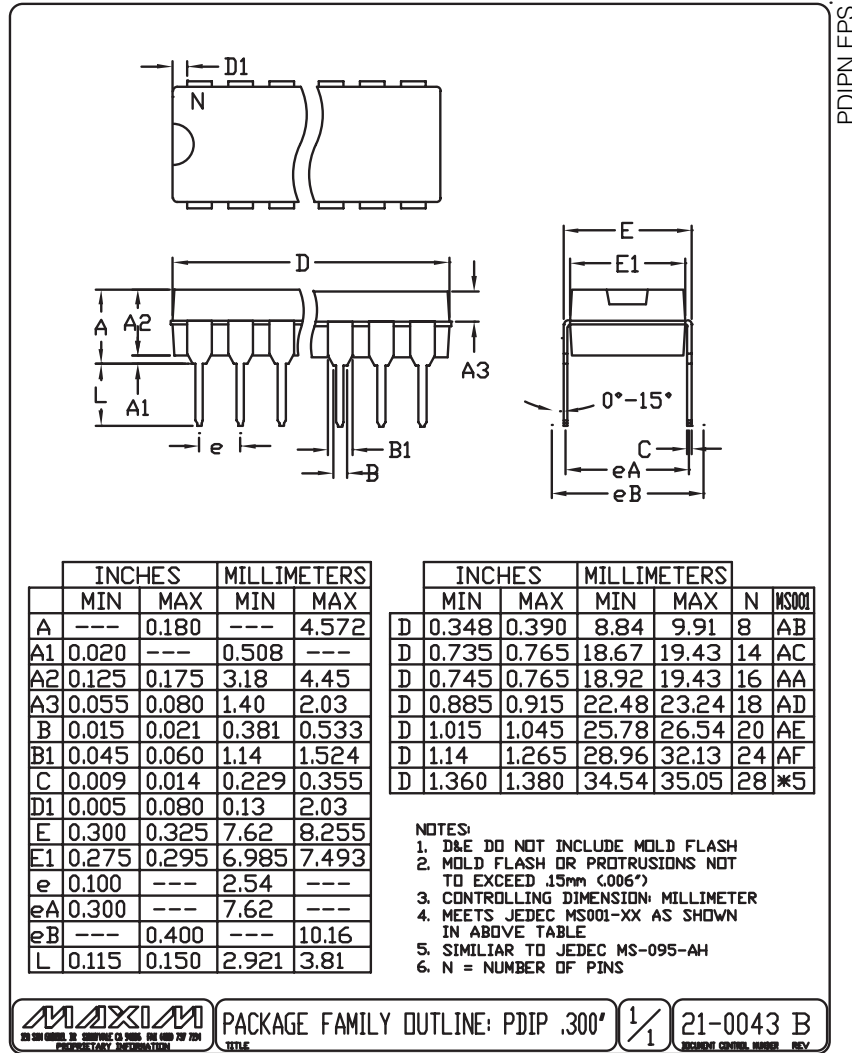 PDIPN.EPS
D1
N
E
D
E1
A
A2
A3
L
A1
0°-15°
e
B1
B
C
eA
eB
INCHES MILLIMETERS
MIN MAX MIN MAX
A --- 0.180 --- 4.572
A1 0.020 --- 0.508 ---
A2 0.125 0.175 3.18 4.45
A3 0.055 0.080 1.40 2.03
B 0.015 0.021 0.381 0.533
B1 0.045 0.060 1.14 1.524
C 0.009 0.014 0.229 0.355
D1 0.005 0.080 0.13 2.03
E 0.300 0.325 7.62 8.255
E1 0.275 0.295 6.985 7.493
e 0.100 --- 2.54 ---
eA 0.300 --- 7.62 ---
eB --- 0.400 --- 10.16
L 0.115 0.150 2.921 3.81
INCHES MILLIMETERS
MIN MAX MIN MAX N MS001
D 0.348 0.390 8.84 9.91 8 AB
D 0.735 0.765 18.67 19.43 14 AC
D 0.745 0.765 18.92 19.43 16 AA
D 0.885 0.915 22.48 23.24 18 AD
D 1.015 1.045 25.78 26.54 20 AE
D 1.14 1.265 28.96 32.13 24 AF
D 1.360 1.380 34.54 35.05 28 *5
NOTES:
1. D&E DO NOT INCLUDE MOLD FLASH
2. MOLD FLASH OR PROTRUSIONS NOT
TO EXCEED .15mm (.006")
3. CONTROLLING DIMENSION: MILLIMETER
4. MEETS JEDEC MS001-XX AS SHOWN
IN ABOVE TABLE
5. SIMILIAR TO JEDEC MS-095-AH
6. N = NUMBER OF PINS
MAXIM
PROPRIETARY INFORMATION
PACKAGE FAMILY OUTLINE: PDIP .300"
TITLE
1/1
21-0043 B
DOCUMENT CONTROL NUMBER REV